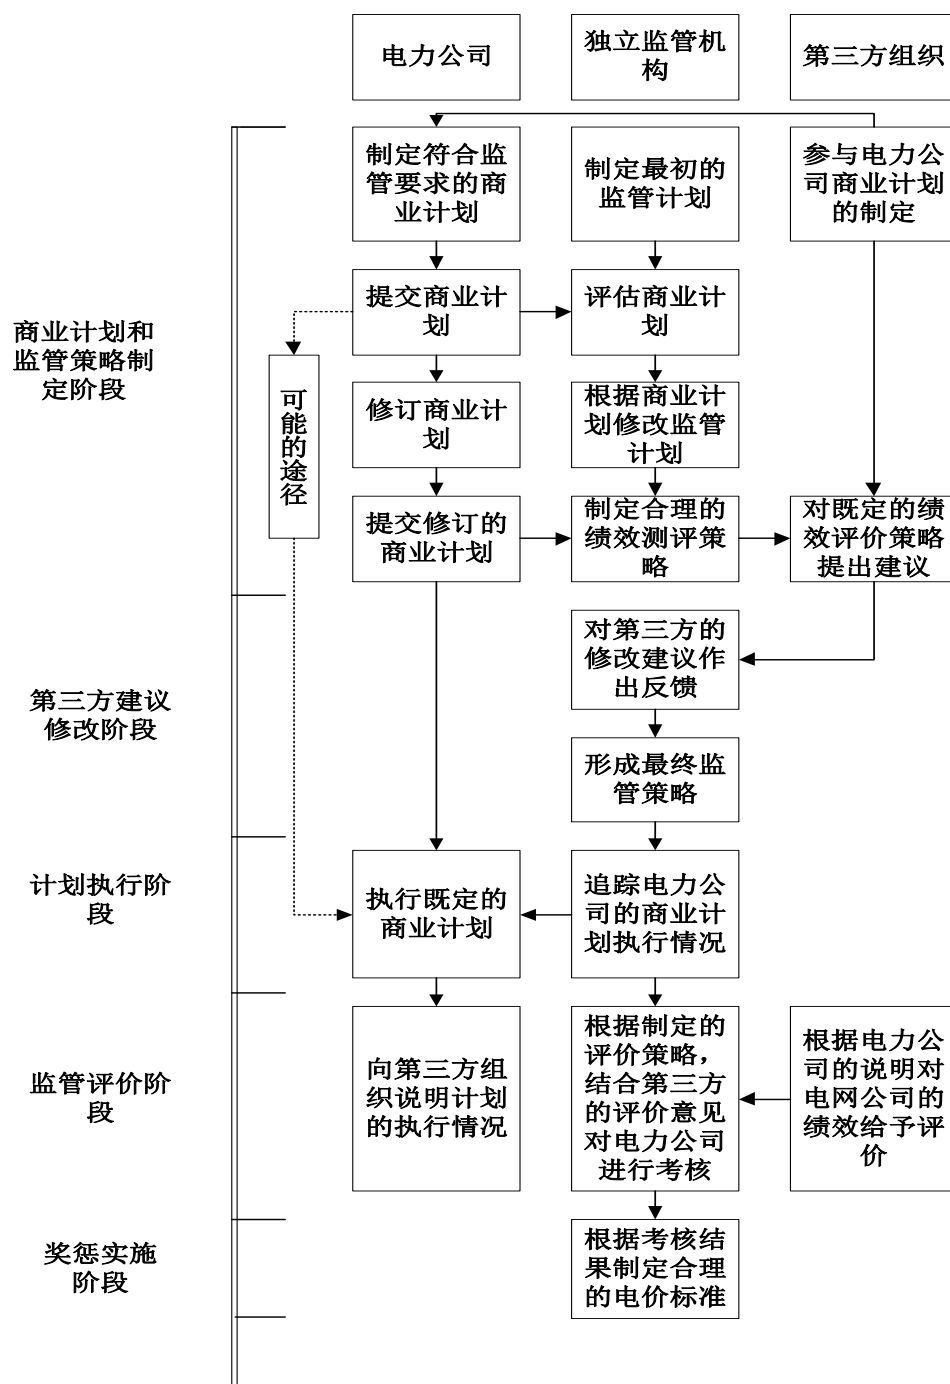 电力公司
独立监管机
构
第三方组织
制定符合监
管要求的商
业计划
制定最初的
监管计划
参与电力公
司商业计划
的制定
商业计划和
监管策略制
定阶段
提交商业计
划
评估商业计
划
可能的途径
修订商业计
划
根据商业计
划修改监管
计划
提交修订的
商业计划
制定合理的
绩效测评策
略
对既定的绩
效评价策略
提出建议
第三方建议
修改阶段
对第三方的
修改建议作
出反馈
形成最终监
管策略
计划执行阶
段
执行既定的
商业计划
追踪电力公
司的商业计
划执行情况
监管评价阶
段
向第三方组
织说明计划
的执行情况
根据制定的
评价策略，
结合第三方
的评价意见
对电力公司
进行考核
根据电力公
司的说明对
电网公司的
绩效给予评
价
奖惩实施
阶段
根据考核结
果制定合理
的电价标准